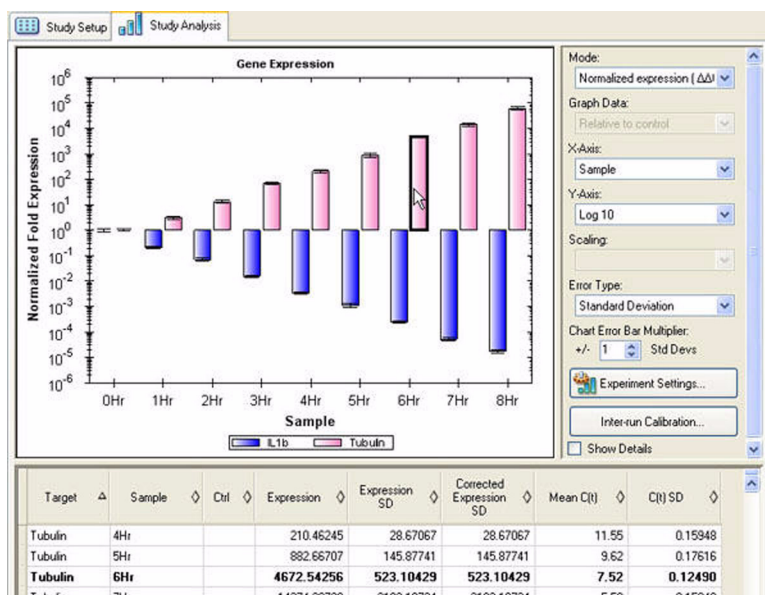 Study Setup
Study Analysis
Gene Expression
Normalized Fold Expression
10^6
10^5
10^4
10^3
10^2
10^1
10^0
10^-1
10^-2
10^-3
10^-4
10^-5
10^-6
0Hr 1Hr 2Hr 3Hr 4Hr 5Hr 6Hr 7Hr 8Hr
Sample
IL1b Tubulin
Mode:
Normalized expression ( ΔΔ
Graph Data:
Relative to control
X-Axis:
Sample
Y-Axis:
Log 10
Scaling:
Error Type:
Standard Deviation
Chart Error Bar Multiplier:
+/- 1 Std Devs
Experiment Settings...
Inter-run Calibration...
Show Details
Target Sample Ctrl Expression Expression SD Corrected Expression SD Mean C(t) C(t) SD
Tubulin 4Hr 210.46245 28.67067 28.67067 11.55 0.15948
Tubulin 5Hr 882.66707 145.87741 145.87741 9.62 0.17616
Tubulin 6Hr 4672.54256 523.10429 523.10429 7.52 0.12490